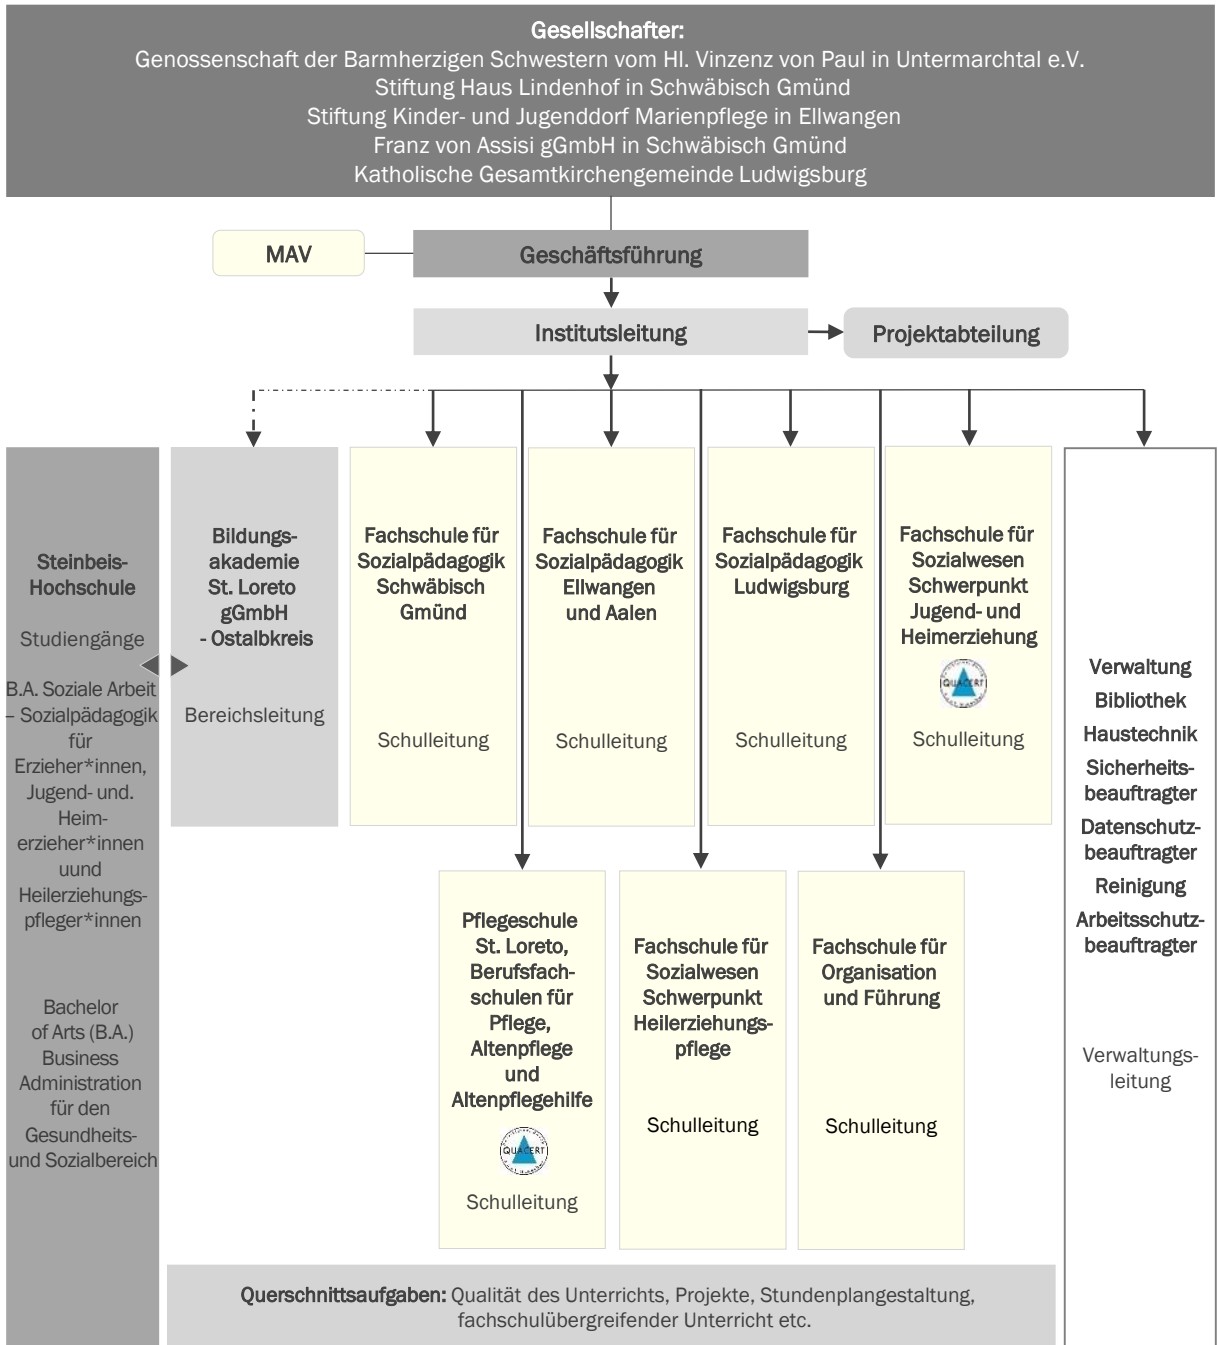 Gesellschafter:
Genossenschaft der Barmherzigen Schwestern vom Hl. Vinzenz von Paul in Untermarchtal e.V.
Stiftung Haus Lindenhof in Schwäbisch Gmünd
Stiftung Kinder- und Jugenddorf Marienpflege in Ellwangen
Franz von Assisi gGmbH in Schwäbisch Gmünd
Katholische Gesamtkirchengemeinde Ludwigsburg
MAV
Geschäftsführung
Institutsleitung
Projektabteilung
Steinbeis-
Hochschule
Studiengänge
B.A. Soziale Arbeit
– Sozialpädagogik
für
Erzieher*innen,
Jugend- und.
Heim-
erzieher*innen
uund
Heilerziehungs-
pfleger*innen
Bachelor
of Arts (B.A.)
Business
Administration
für den
Gesundheits-
und Sozialbereich
Bildungs-
akademie
St. Loreto
gGmbH
- Ostalbkreis
Bereichsleitung
Fachschule für
Sozialpädagogik
Schwäbisch
Gmünd
Schulleitung
Fachschule für
Sozialpädagogik
Ellwangen
und Aalen
Schulleitung
Fachschule für
Sozialpädagogik
Ludwigsburg
Schulleitung
Fachschule für
Sozialwesen
Schwerpunkt
Jugend- und
Heimerziehung
QUACERT
Schulleitung
Pflegeschule
St. Loreto,
Berufsfach-
schulen für
Pflege,
Altenpflege
und
Altenpflegehilfe
QUACERT
Schulleitung
Fachschule für
Sozialwesen
Schwerpunkt
Heilerziehungs-
pflege
Schulleitung
Fachschule für
Organisation
und Führung
Schulleitung
Verwaltung
Bibliothek
Haustechnik
Sicherheits-
beauftragter
Datenschutz-
beauftragter
Reinigung
Arbeitsschutz-
beauftragter
Verwaltungs-
leitung
Querschnittsaufgaben: Qualität des Unterrichts, Projekte, Stundenplangestaltung,
fachschulübergreifender Unterricht etc.